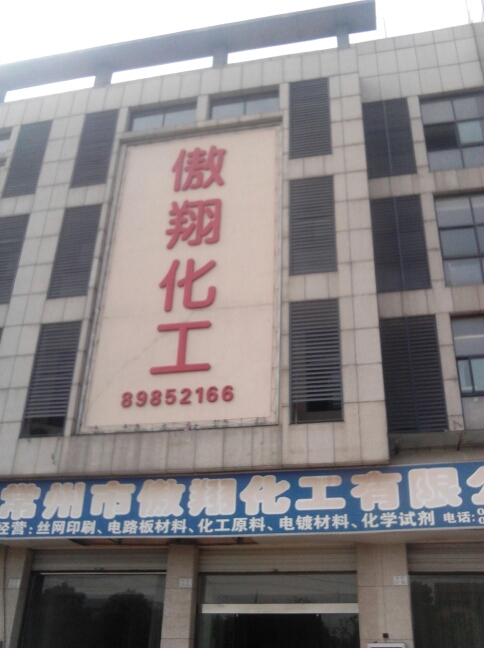 傲翔化工
89852166
常州市傲翔化工有限公
经营:丝网印刷、电路板材料、化工原料、电镀材料、化学试剂 电话: